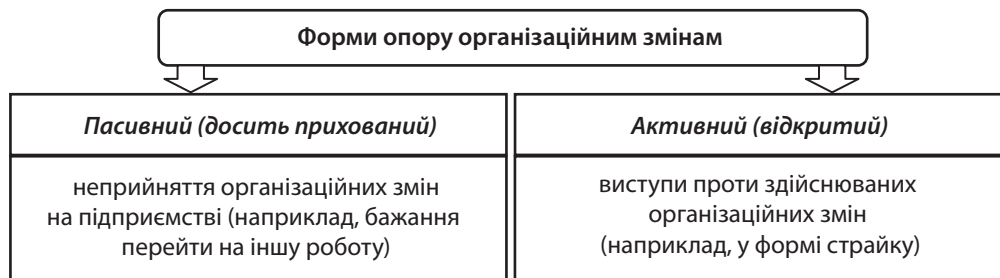 Форми опору організаційним змінам
Пасивний (досить прихований)
неприйняття організаційних змін
на підприємстві (наприклад, бажання
перейти на іншу роботу)
Активний (відкритий)
виступи проти здійснюваних
організаційних змін
(наприклад, у формі страйку)